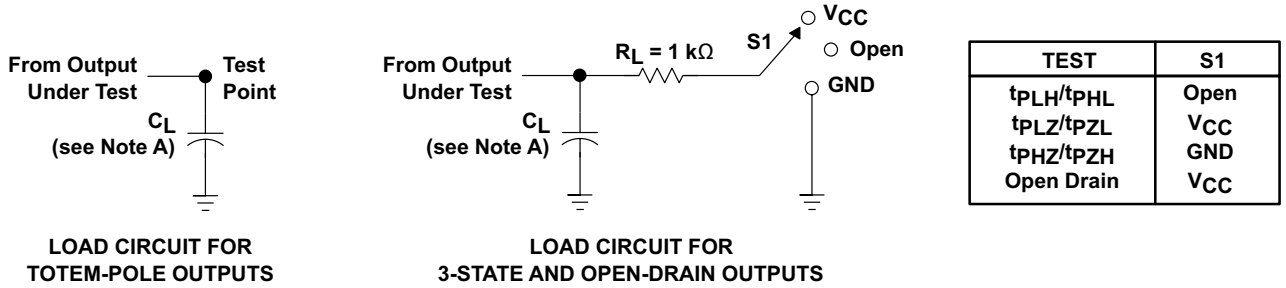 From Output
Under Test
Test
Point
CL
(see Note A)
LOAD CIRCUIT FOR
TOTEM-POLE OUTPUTS
From Output
Under Test
RL = 1 kΩ
S1
VCC
Open
GND
CL
(see Note A)
LOAD CIRCUIT FOR
3-STATE AND OPEN-DRAIN OUTPUTS
TEST S1
tPLH/tPHL Open
tPLZ/tPZL VCC
tPHZ/tPZH GND
Open Drain VCC